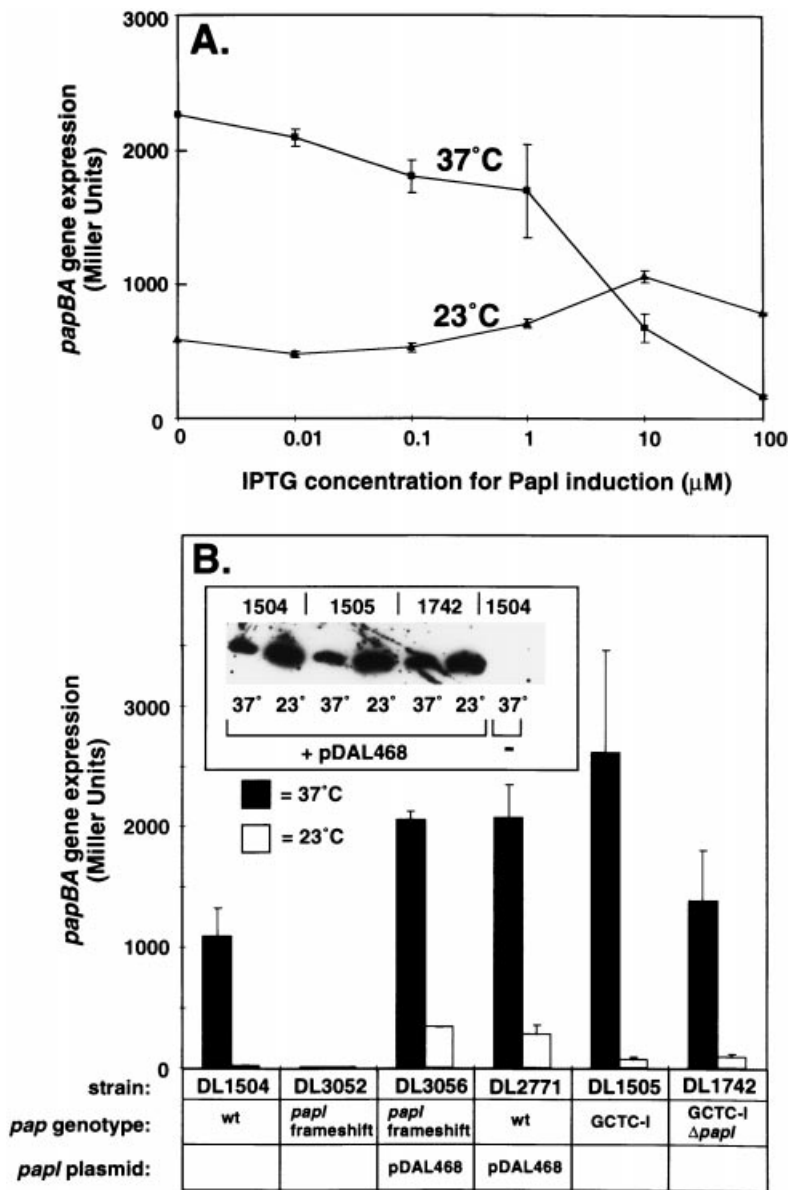 A.
3000
2000
1000
0
papBA gene expression
(Miller Units)
37°C
23°C
0 0.01 0.1 1 10 100
IPTG concentration for PapI induction (µM)
B.
1504 | 1505 | 1742 | 1504
37° 23° 37° 23° 37° 23° 37°
+ pDAL468 -
= 37°C
= 23°C
3000
2000
1000
0
papBA gene expression
(Miller Units)
strain: DL1504 DL3052 DL3056 DL2771 DL1505 DL1742
pap genotype: wt papI frameshift papI frameshift wt GCTC-I GCTC-I ΔpapI
papI plasmid: pDAL468 pDAL468